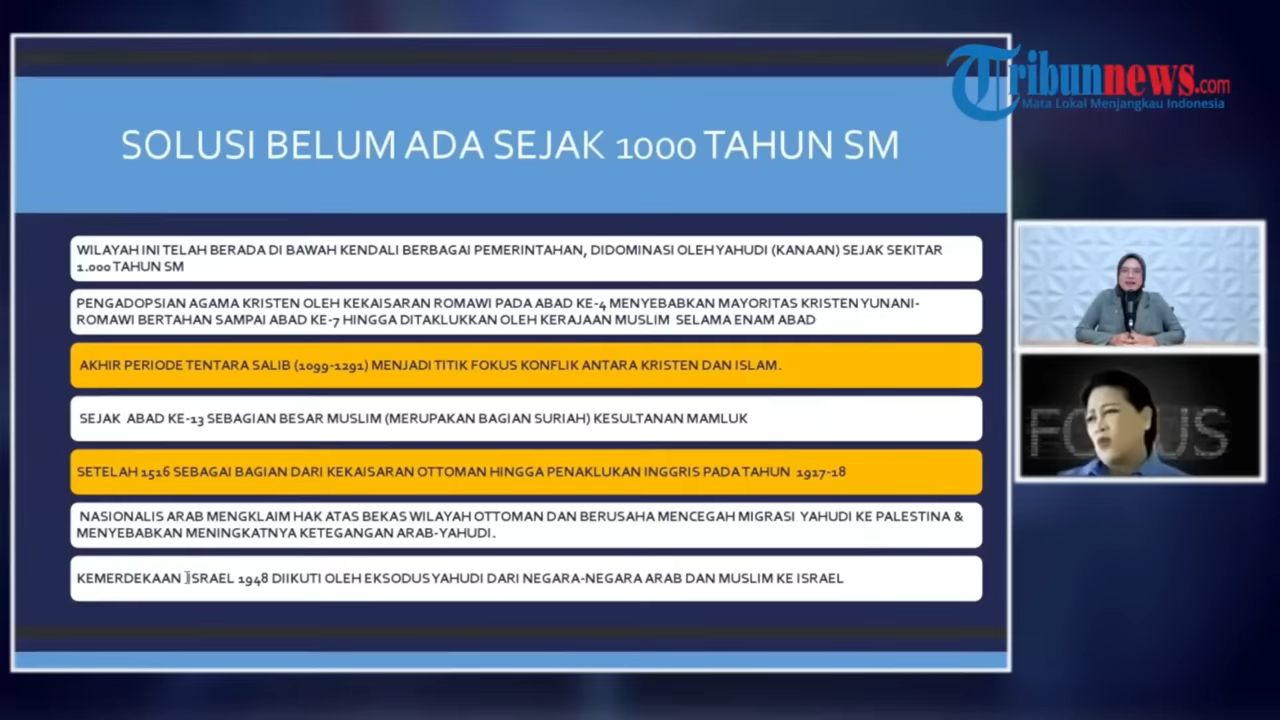 Tribunnews.com
Mata Lokal Menjangkau Indonesia
SOLUSI BELUM ADA SEJAK 1000 TAHUN SM
WILAYAH INI TELAH BERADA DI BAWAH KENDALI BERBAGAI PEMERINTAHAN, DIDOMINASI OLEH YAHUDI (KANAAN) SEJAK SEKITAR
1.000 TAHUN SM
PENGADOPSIAN AGAMA KRISTEN OLEH KEKAISARAN ROMAWI PADA ABAD KE-4 MENYEBABKAN MAYORITAS KRISTEN YUNANI-
ROMAWI BERTAHAN SAMPAI ABAD KE-7 HINGGA DITAKLUKKAN OLEH KERAJAAN MUSLIM SELAMA ENAM ABAD
AKHIR PERIODE TENTARA SALIB (1099-1291) MENJADI TITIK FOKUS KONFLIK ANTARA KRISTEN DAN ISLAM.
SEJAK ABAD KE-13 SEBAGIAN BESAR MUSLIM (MERUPAKAN BAGIAN SURIAH) KESULTANAN MAMLUK
SETELAH 1516 SEBAGAI BAGIAN DARI KEKAISARAN OTTOMAN HINGGA PENAKLUKAN INGGRIS PADA TAHUN 1917-18
NASIONALIS ARAB MENGKLAIM HAK ATAS BEKAS WILAYAH OTTOMAN DAN BERUSAHA MENCEGAH MIGRASI YAHUDI KE PALESTINA &
MENYEBABKAN MENINGKATNYA KETEGANGAN ARAB-YAHUDI.
KEMERDEKAAN ISRAEL 1948 DIIKUTI OLEH EKSODUS YAHUDI DARI NEGARA-NEGARA ARAB DAN MUSLIM KE ISRAEL